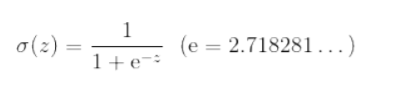 σ(z) = 1 / (1 + e^{-z}) (e = 2.718281...)